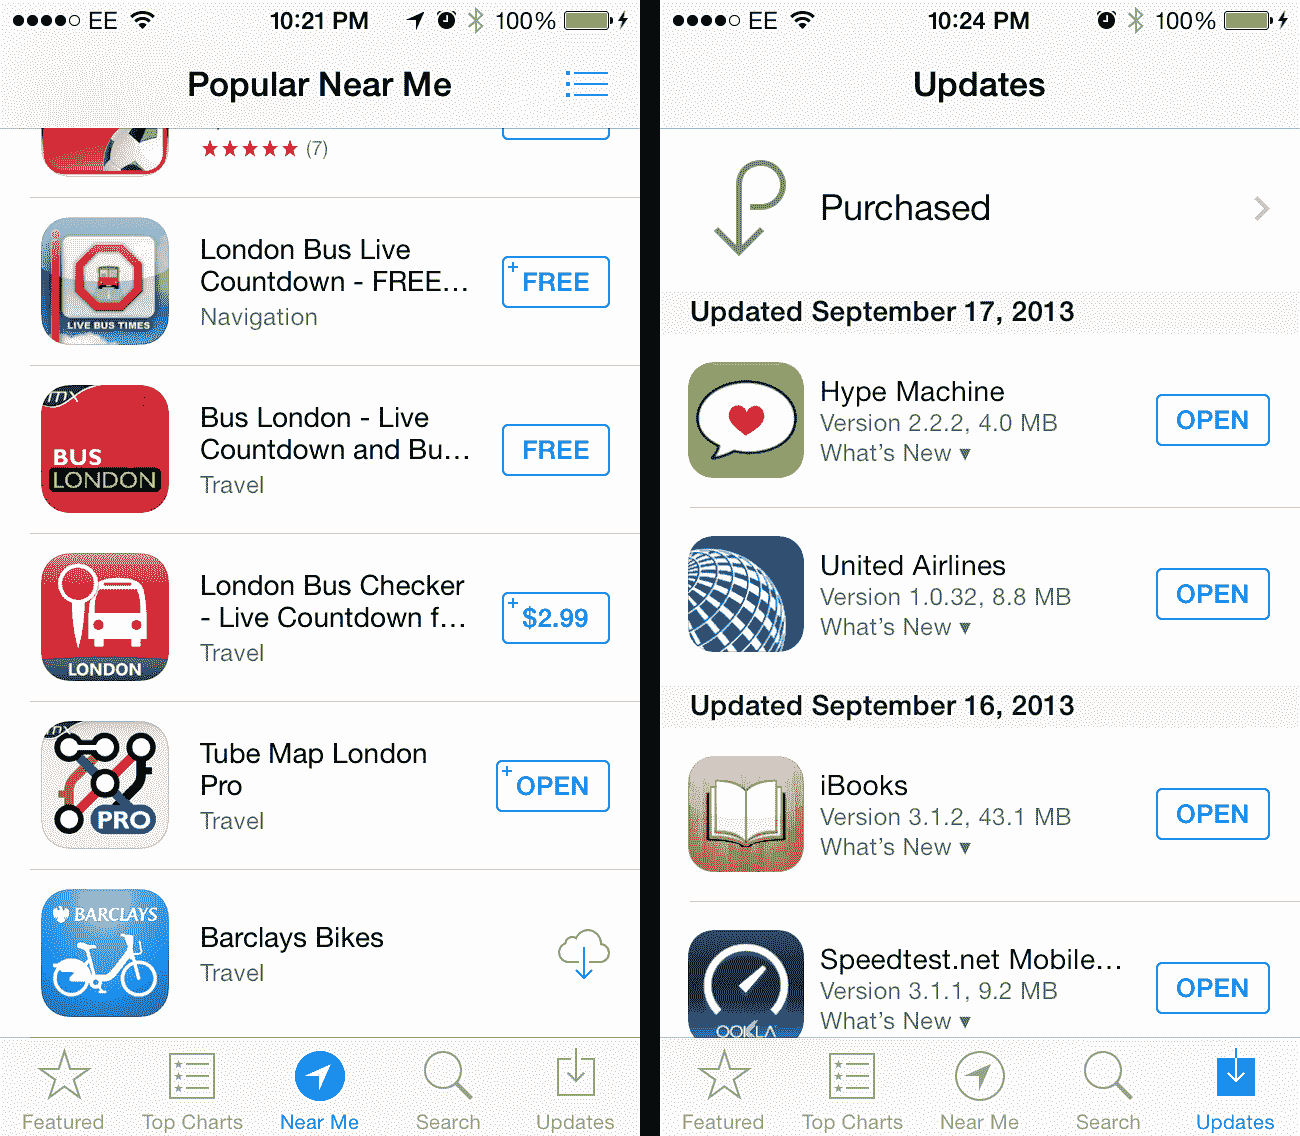 EE 10:21 PM 100%
Popular Near Me
(7)
London Bus Live
Countdown - FREE...
Navigation
FREE
LIVE BUS TIMES
Bus London - Live
Countdown and Bu...
Travel
FREE
mx
BUS
LONDON
London Bus Checker
- Live Countdown f...
Travel
+ $2.99
LONDON
Tube Map London
Pro
Travel
+ OPEN
mx
PRO
Barclays Bikes
Travel
BARCLAYS
Featured
Top Charts
Near Me
Search
Updates
EE 10:24 PM 100%
Updates
Purchased
Updated September 17, 2013
Hype Machine
Version 2.2.2, 4.0 MB
What's New ▾
OPEN
United Airlines
Version 1.0.32, 8.8 MB
What's New ▾
OPEN
Updated September 16, 2013
iBooks
Version 3.1.2, 43.1 MB
What's New ▾
OPEN
Speedtest.net Mobile...
Version 3.1.1, 9.2 MB
What's New ▾
OPEN
OOKLA
Featured
Top Charts
Near Me
Search
Updates